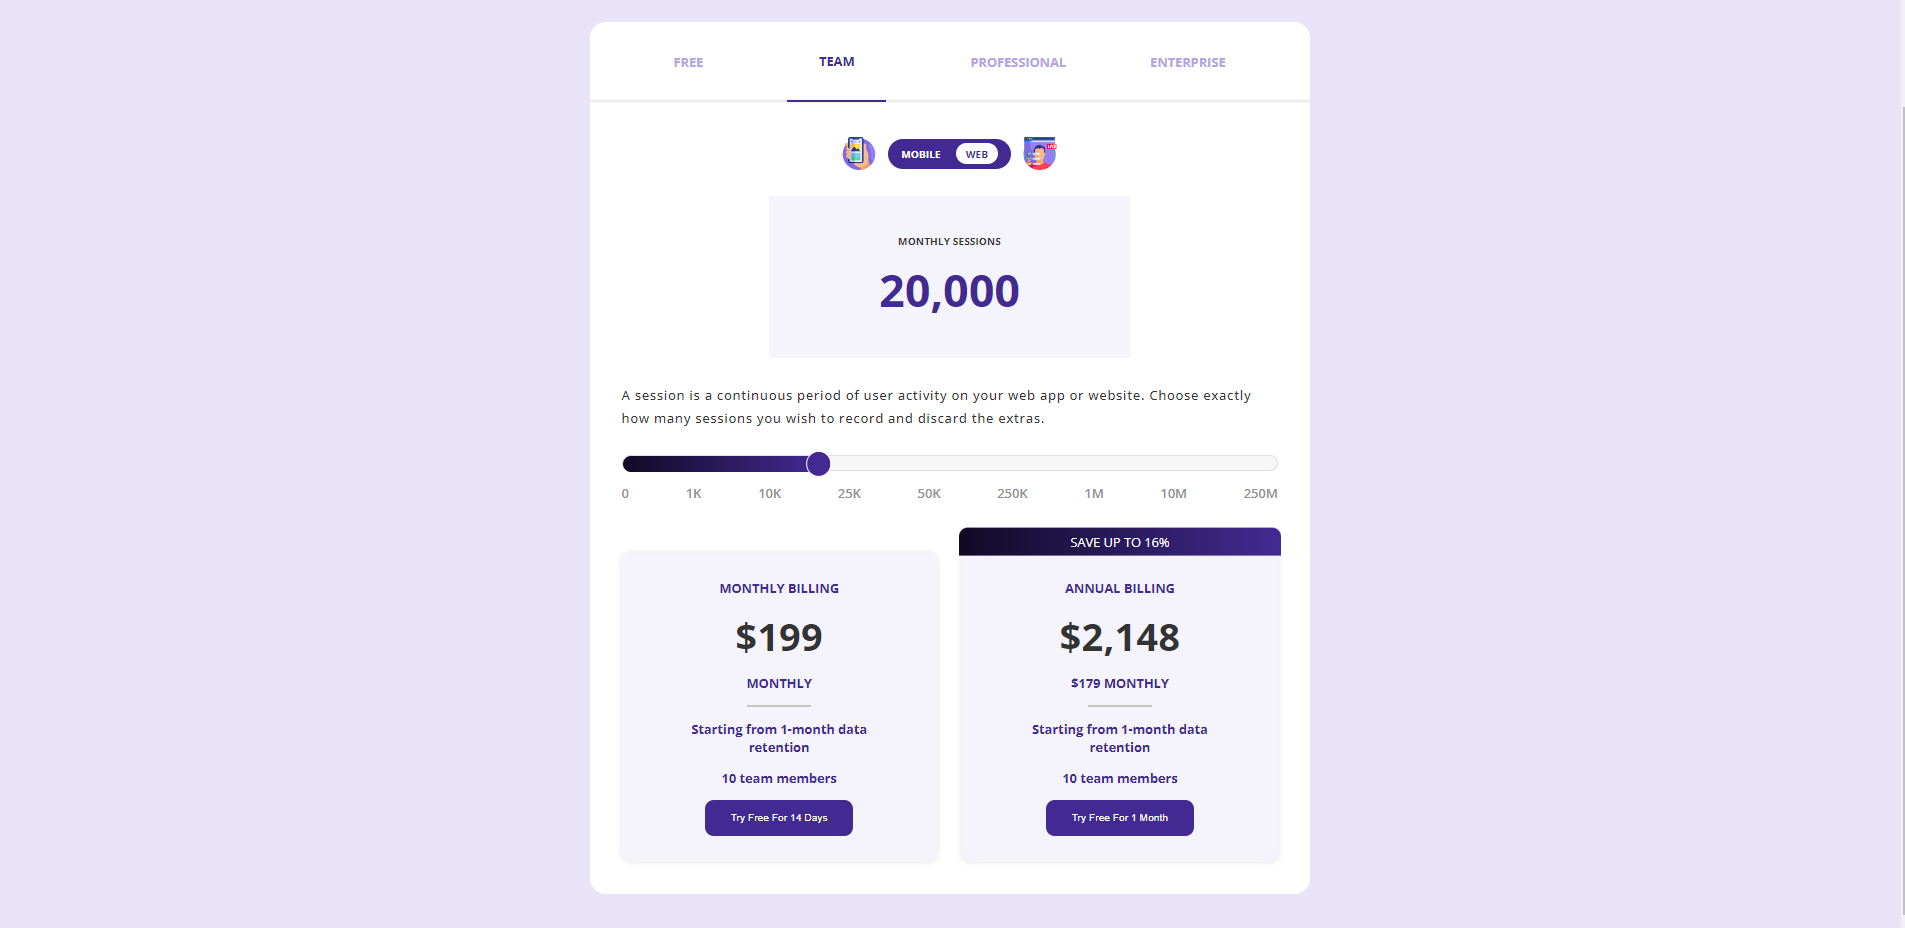 FREE
TEAM
PROFESSIONAL
ENTERPRISE
MOBILE
WEB
LIVE
MONTHLY SESSIONS
20,000
A session is a continuous period of user activity on your web app or website. Choose exactly
how many sessions you wish to record and discard the extras.
0 1K 10K 25K 50K 250K 1M 10M 250M
MONTHLY BILLING
$199
MONTHLY
Starting from 1-month data
retention
10 team members
Try Free For 14 Days
SAVE UP TO 16%
ANNUAL BILLING
$2,148
$179 MONTHLY
Starting from 1-month data
retention
10 team members
Try Free For 1 Month